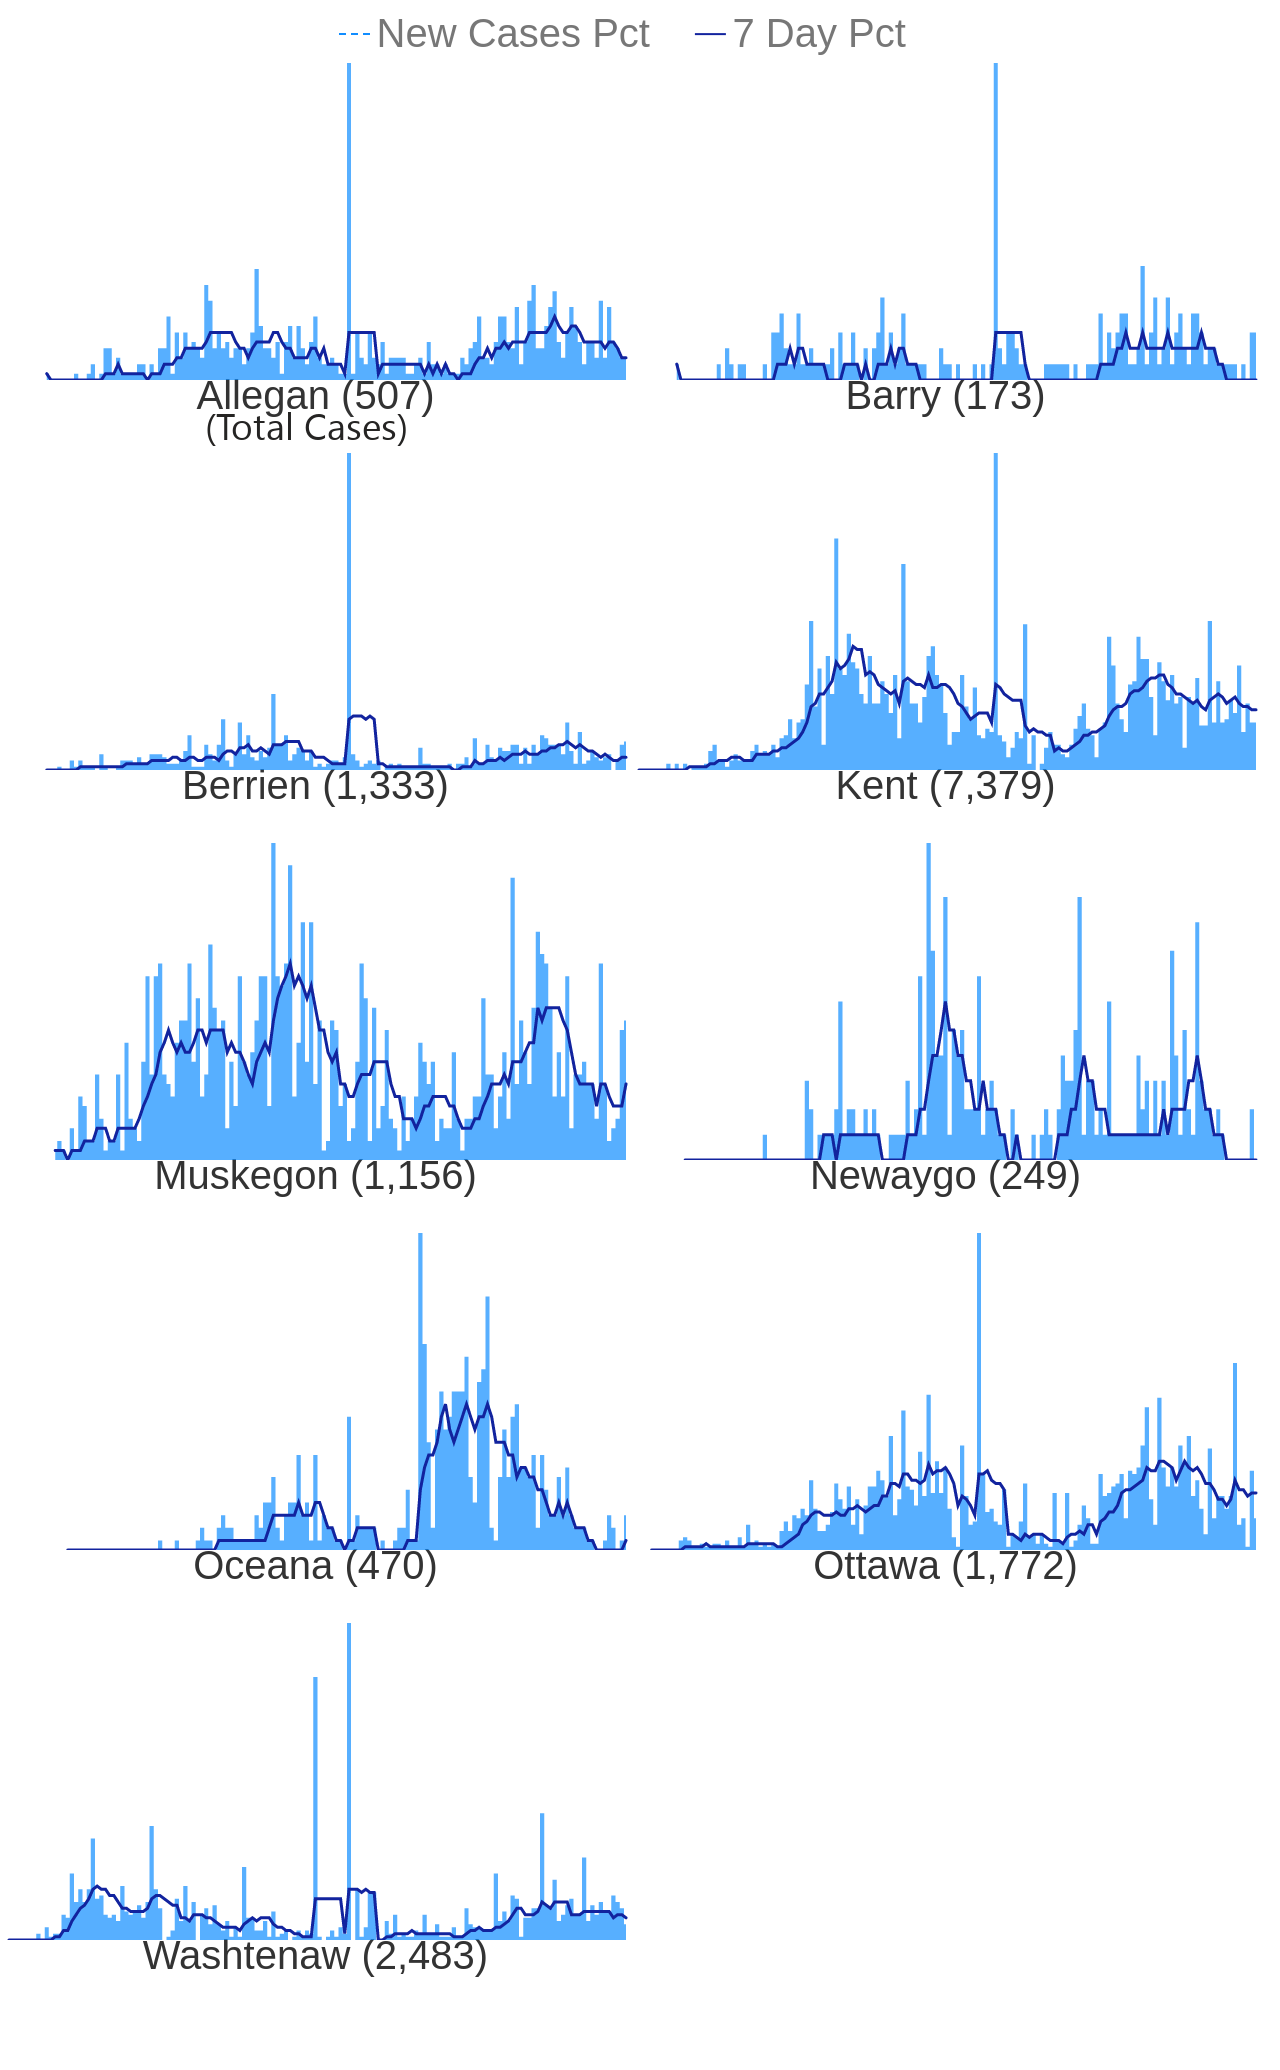 New Cases Pct 7 Day Pct
Allegan (507) Barry (173)
(Total Cases)
Berrien (1,333) Kent (7,379)
Muskegon (1,156) Newaygo (249)
Oceana (470) Ottawa (1,772)
Washtenaw (2,483)